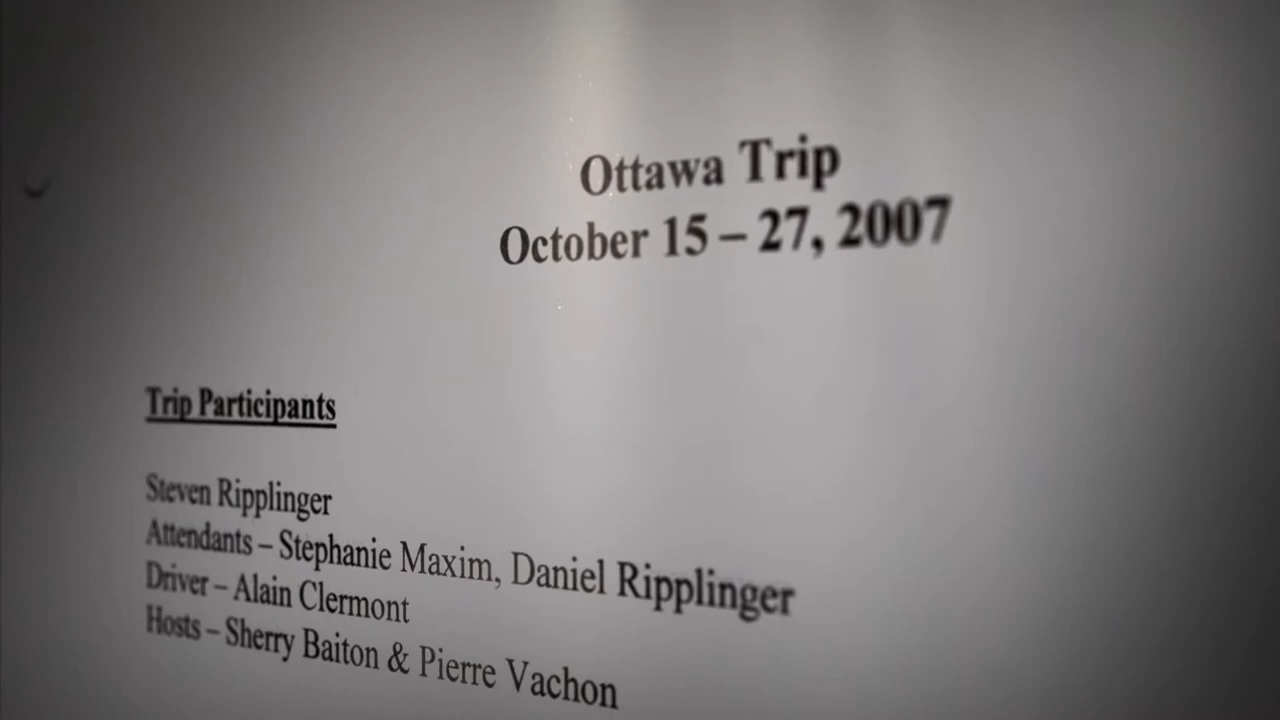 Ottawa Trip
October 15 – 27, 2007
Trip Participants
Steven Ripplinger
Attendants – Stephanie Maxim, Daniel Ripplinger
Driver – Alain Clermont
Hosts – Sherry Baiton & Pierre Vachon